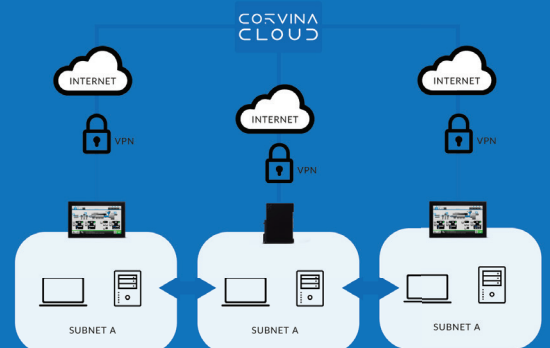 CORVINA
CLOUD
INTERNET
INTERNET
INTERNET
VPN
VPN
VPN
SUBNET A
SUBNET A
SUBNET A